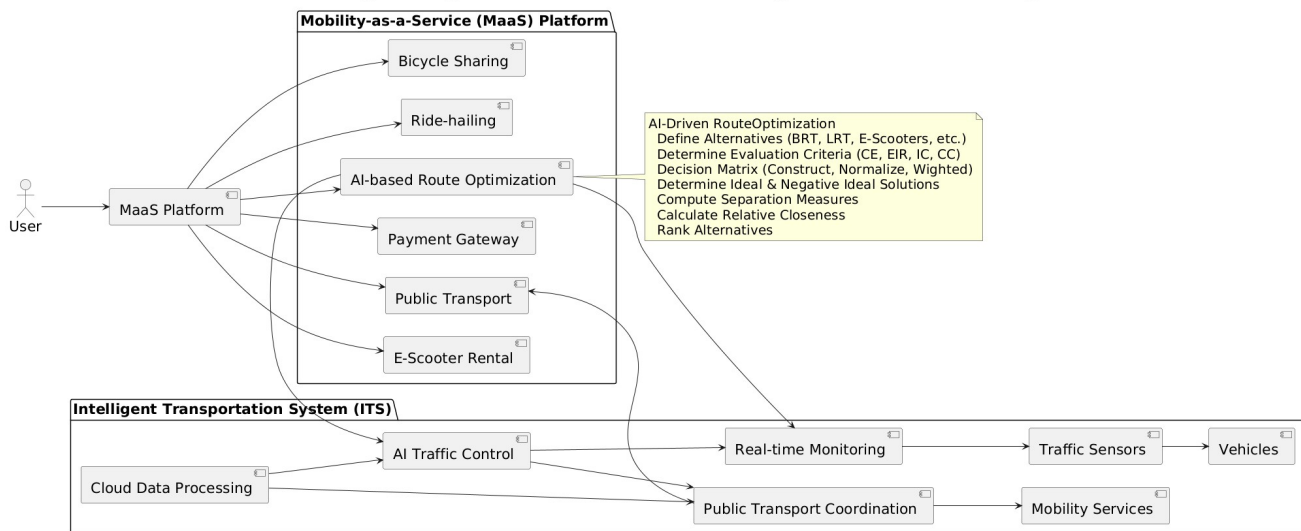 Mobility-as-a-Service (MaaS) Platform
Bicycle Sharing
Ride-hailing
AI-based Route Optimization
Payment Gateway
Public Transport
E-Scooter Rental
User
MaaS Platform
AI-Driven RouteOptimization
Define Alternatives (BRT, LRT, E-Scooters, etc.)
Determine Evaluation Criteria (CE, EIR, IC, CC)
Decision Matrix (Construct, Normalize, Wighted)
Determine Ideal & Negative Ideal Solutions
Compute Separation Measures
Calculate Relative Closeness
Rank Alternatives
Intelligent Transportation System (ITS)
Cloud Data Processing
AI Traffic Control
Real-time Monitoring
Traffic Sensors
Vehicles
Public Transport Coordination
Mobility Services